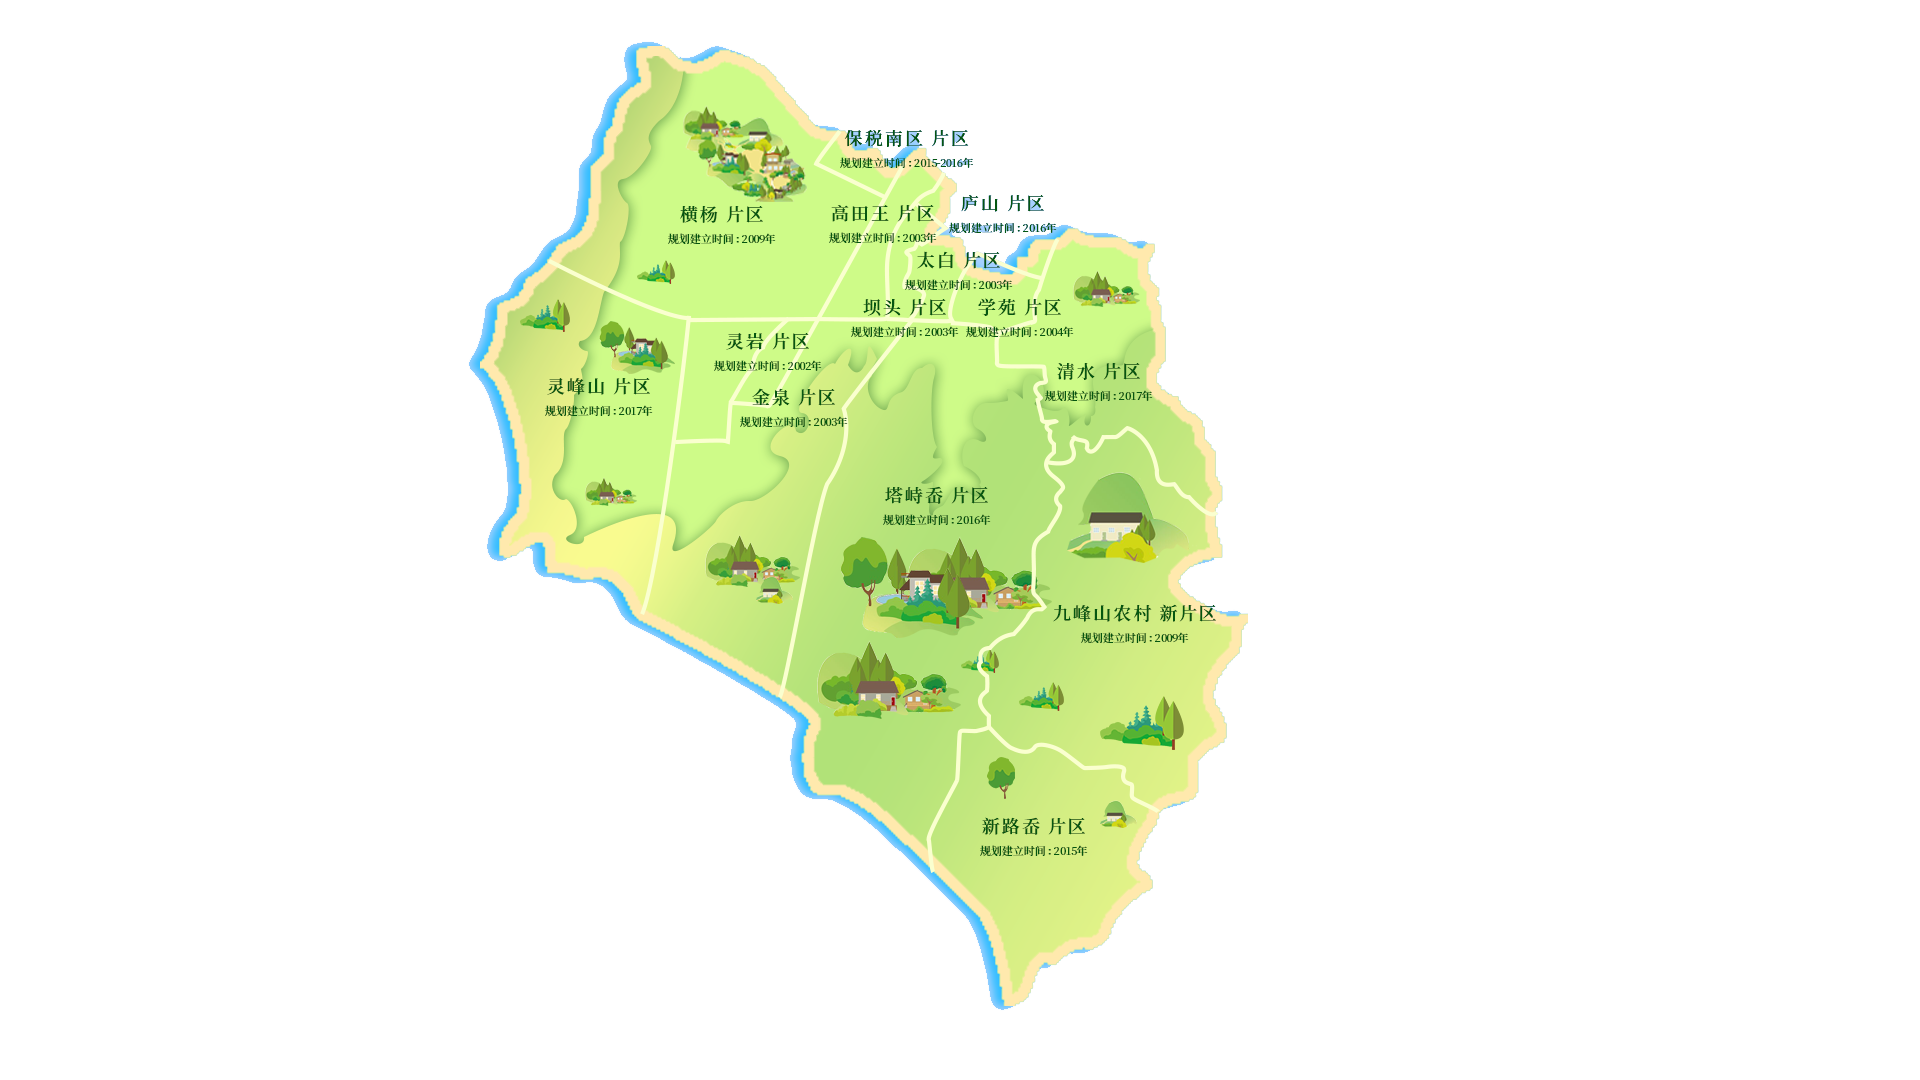 保税南区 片区
规划建立时间 : 2015-2016年
庐山 片区
规划建立时间 : 2016年
横杨 片区
规划建立时间 : 2009年
高田王 片区
规划建立时间 : 2003年
太白 片区
规划建立时间 : 2003年
坝头 片区
规划建立时间 : 2003年
学苑 片区
规划建立时间 : 2004年
灵岩 片区
规划建立时间 : 2002年
清水 片区
规划建立时间 : 2017年
灵峰山 片区
规划建立时间 : 2017年
金泉 片区
规划建立时间 : 2003年
塔峙岙 片区
规划建立时间 : 2016年
九峰山农村 新片区
规划建立时间 : 2009年
新路岙 片区
规划建立时间 : 2015年